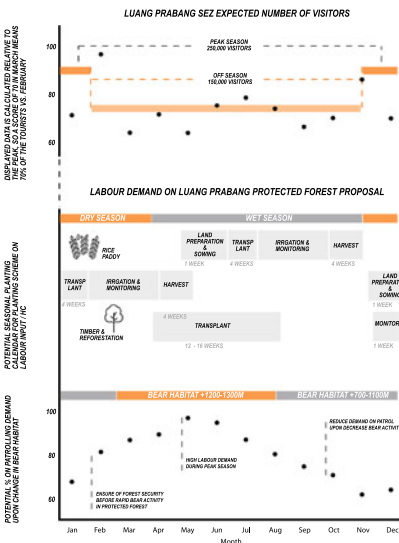 LUANG PRABANG SEZ EXPECTED NUMBER OF VISITORS
DISPLAYED DATA IS CALCULATED RELATIVE TO
THE PEAK, SO A SCORE OF 70 IN MARCH MEANS
70% OF THE TOURISTS VS. FEBRUARY
100
80
60
PEAK SEASON
250,000 VISITORS
OFF SEASON
150,000 VISITORS
LABOUR DEMAND ON LUANG PRABANG PROTECTED FOREST PROPOSAL
POTENTIAL SEASONAL PLANTING
CALENDAR FOR PLANTING SCHEME ON
LABOUR INPUT / HC
DRY SEASON
WET SEASON
RICE
PADDY
LAND
PREPARATION
&
SOWING
1 WEEK
TRANSP
LANT
4 WEEKS
IRRIGATION &
MONITORING
HARVEST
4 WEEKS
TRANSP
LANT
4 WEEKS
IRRGATION &
MONITORING
HARVEST
LAND
PREPARAT
&
SOWING
1 WEEK
TIMBER &
REFORESTATION
4 WEEKS
TRANSPLANT
12 - 16 WEEKS
MONITOR
1 WEEK
POTENTIAL % ON PATROLLING DEMAND
UPON CHANGE IN BEAR HABITAT
BEAR HABITAT +1200-1300M
BEAR HABITAT +700-1100M
100
80
60
ENSURE OF FOREST SECURITY
BEFORE RAPID BEAR ACTIVITY
IN PROTECTED FOREST
HIGH LABOUR DEMAND
DURING PEAK SEASON
REDUCE DEMAND ON PATROL
UPON DECREASE BEAR ACTIVIT
Jan Feb Mar Apr May Jun Jul Aug Sep Oct Nov Dec
Month